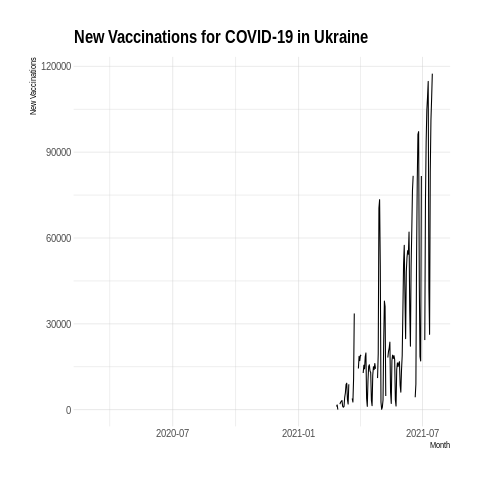 New Vaccinations for COVID-19 in Ukraine
New Vaccinations
120000
90000
60000
30000
0
2020-07
2021-01
2021-07
Month